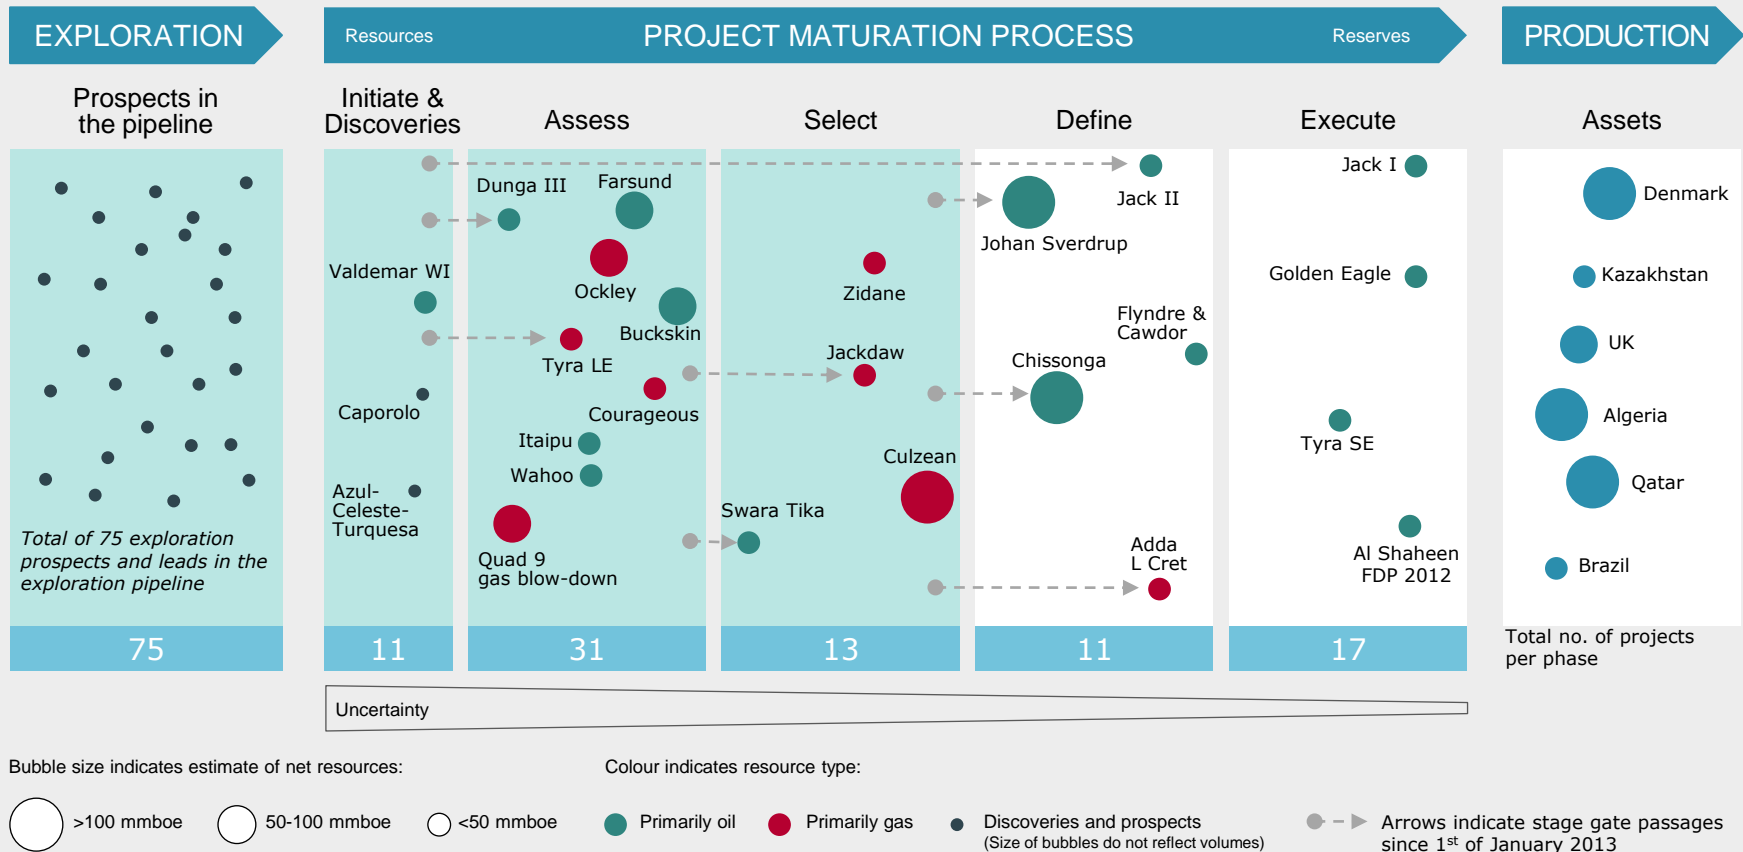 EXPLORATION
Resources
PROJECT MATURATION PROCESS
Reserves
PRODUCTION
Prospects in
the pipeline
Initiate &
Discoveries
Assess
Select
Define
Execute
Assets
Total of 75 exploration
prospects and leads in the
exploration pipeline
Valdemar WI
Caporolo
Azul-
Celeste-
Turquesa
Dunga III
Farsund
Ockley
Buckskin
Tyra LE
Courageous
Itaipu
Wahoo
Quad 9
gas blow-down
Zidane
Jackdaw
Culzean
Swara Tika
Jack II
Johan Sverdrup
Flyndre &
Cawdor
Chissonga
Adda
L Cret
Jack I
Golden Eagle
Tyra SE
Al Shaheen
FDP 2012
Denmark
Kazakhstan
UK
Algeria
Qatar
Brazil
75
11
31
13
11
17
Total no. of projects
per phase
Uncertainty
Bubble size indicates estimate of net resources:
>100 mmboe
50-100 mmboe
<50 mmboe
Colour indicates resource type:
Primarily oil
Primarily gas
Discoveries and prospects
(Size of bubbles do not reflect volumes)
Arrows indicate stage gate passages
since 1st of January 2013